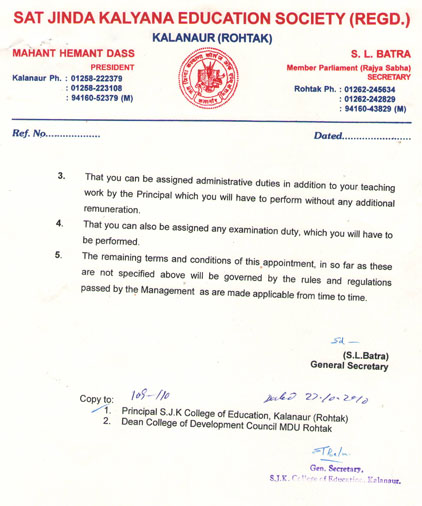 SAT JINDA KALYANA EDUCATION SOCIETY (REGD.)
KALANAUR (ROHTAK)
MAHANT HEMANT DASS
PRESIDENT
Kalanaur Ph. : 01258-222379
: 01258-223108
: 94160-52379 (M)
S. L. BATRA
Member Parliament (Rajya Sabha)
SECRETARY
Rohtak Ph. : 01262-245634
: 01262-242829
: 94160-43829 (M)
Ref. No...................
Dated........................
3. That you can be assigned administrative duties in addition to your teaching
work by the Principal which you will have to perform without any additional
remuneration.
4. That you can also be assigned any examination duty, which you will have to
be performed.
5. The remaining terms and conditions of this appointment, in so far as these
are not specified above will be governed by the rules and regulations
passed by the Management as are made applicable from time to time.
Sd —
(S.L.Batra)
General Secretary
Copy to: 109-110 dated 27-10-2010
1. Principal S.J.K College of Education, Kalanaur (Rohtak)
2. Dean College of Development Council MDU Rohtak
Gen. Secretary,
S.J.K. College of Education, Kalanaur.